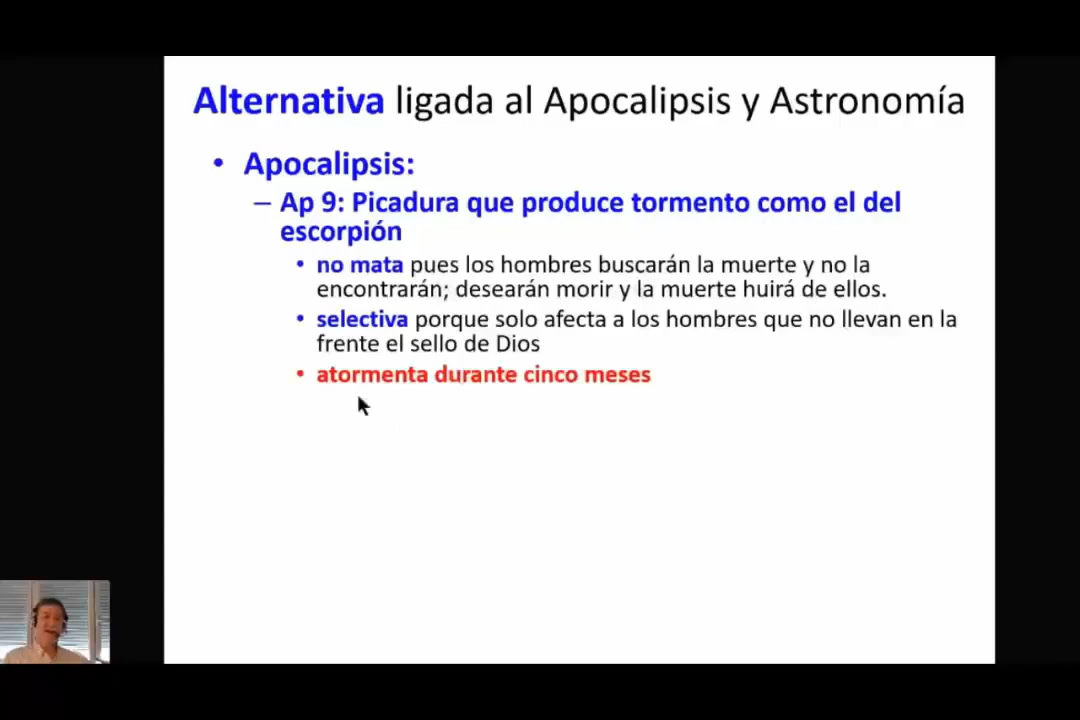 Alternativa ligada al Apocalipsis y Astronomía
• Apocalipsis:
– Ap 9: Picadura que produce tormento como el del
escorpión
• no mata pues los hombres buscarán la muerte y no la
encontrarán; desearán morir y la muerte huirá de ellos.
• selectiva porque solo afecta a los hombres que no llevan en la
frente el sello de Dios
• atormenta durante cinco meses